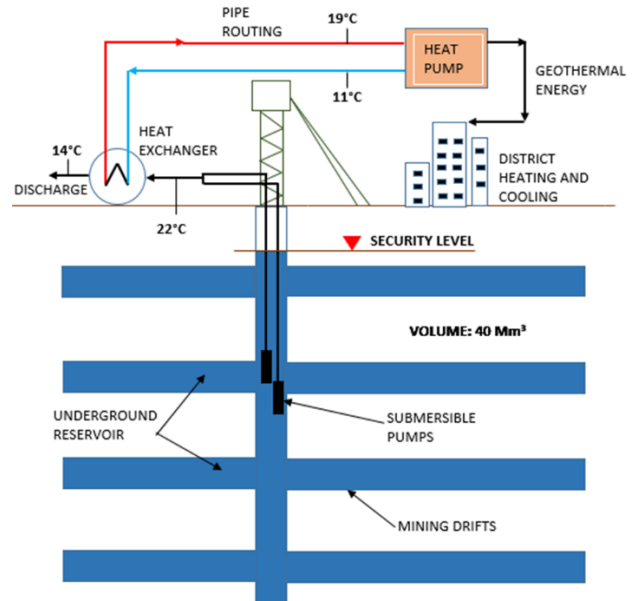 PIPE
ROUTING
19°C
HEAT
PUMP
11°C
GEOTHERMAL
ENERGY
HEAT
EXCHANGER
14°C
DISCHARGE
22°C
DISTRICT
HEATING AND
COOLING
SECURITY LEVEL
VOLUME: 40 Mm³
UNDERGROUND
RESERVOIR
SUBMERSIBLE
PUMPS
MINING DRIFTS